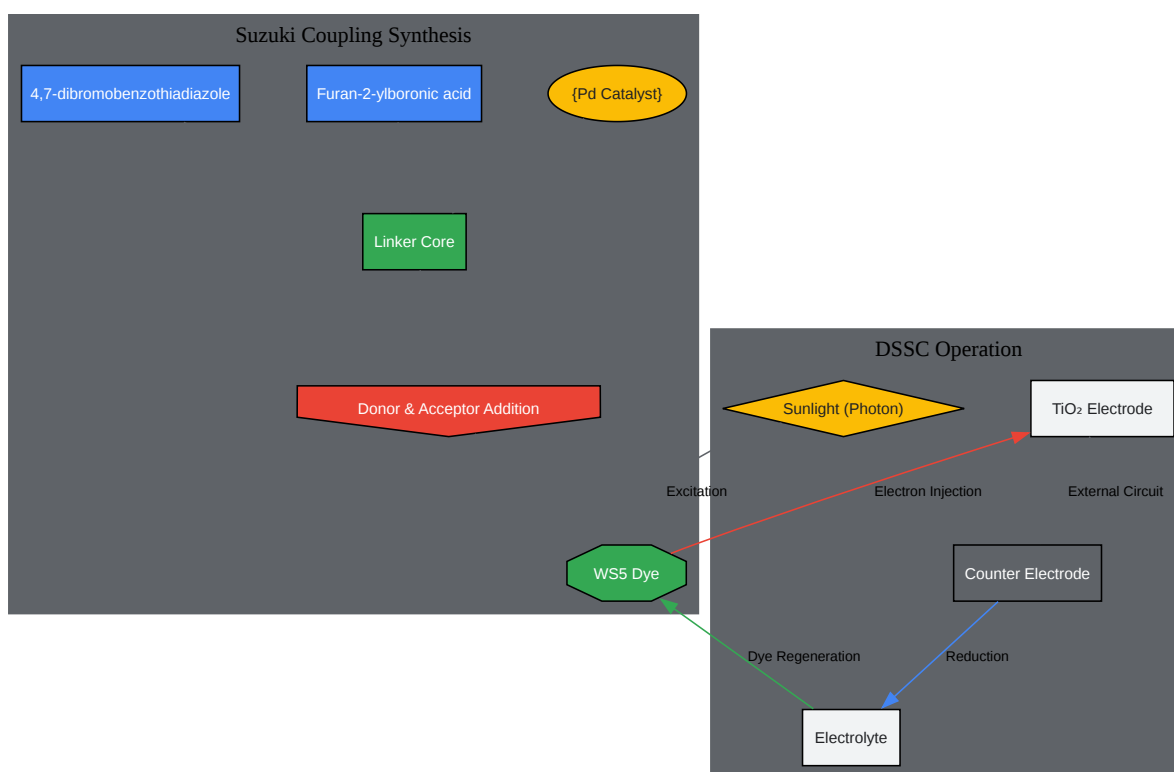 Suzuki Coupling Synthesis
4,7-dibromobenzothiadiazole
Furan-2-ylboronic acid
{Pd Catalyst}
Linker Core
Donor & Acceptor Addition
WS5 Dye
DSSC Operation
Sunlight (Photon)
TiO₂ Electrode
Excitation
Electron Injection
External Circuit
Counter Electrode
Dye Regeneration
Reduction
Electrolyte